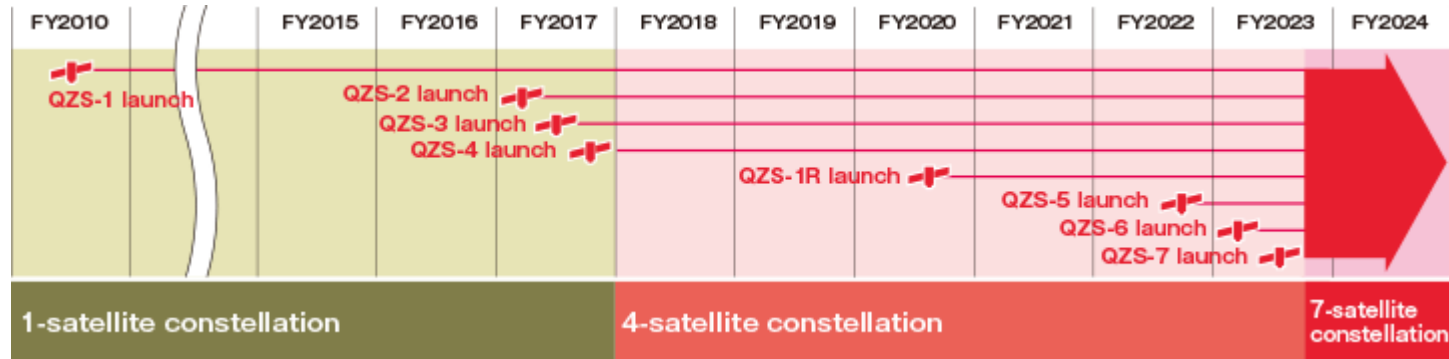 FY2010 FY2015 FY2016 FY2017 FY2018 FY2019 FY2020 FY2021 FY2022 FY2023 FY2024
QZS-1 launch
QZS-2 launch
QZS-3 launch
QZS-4 launch
QZS-1R launch
QZS-5 launch
QZS-6 launch
QZS-7 launch
1-satellite constellation
4-satellite constellation
7-satellite
constellation